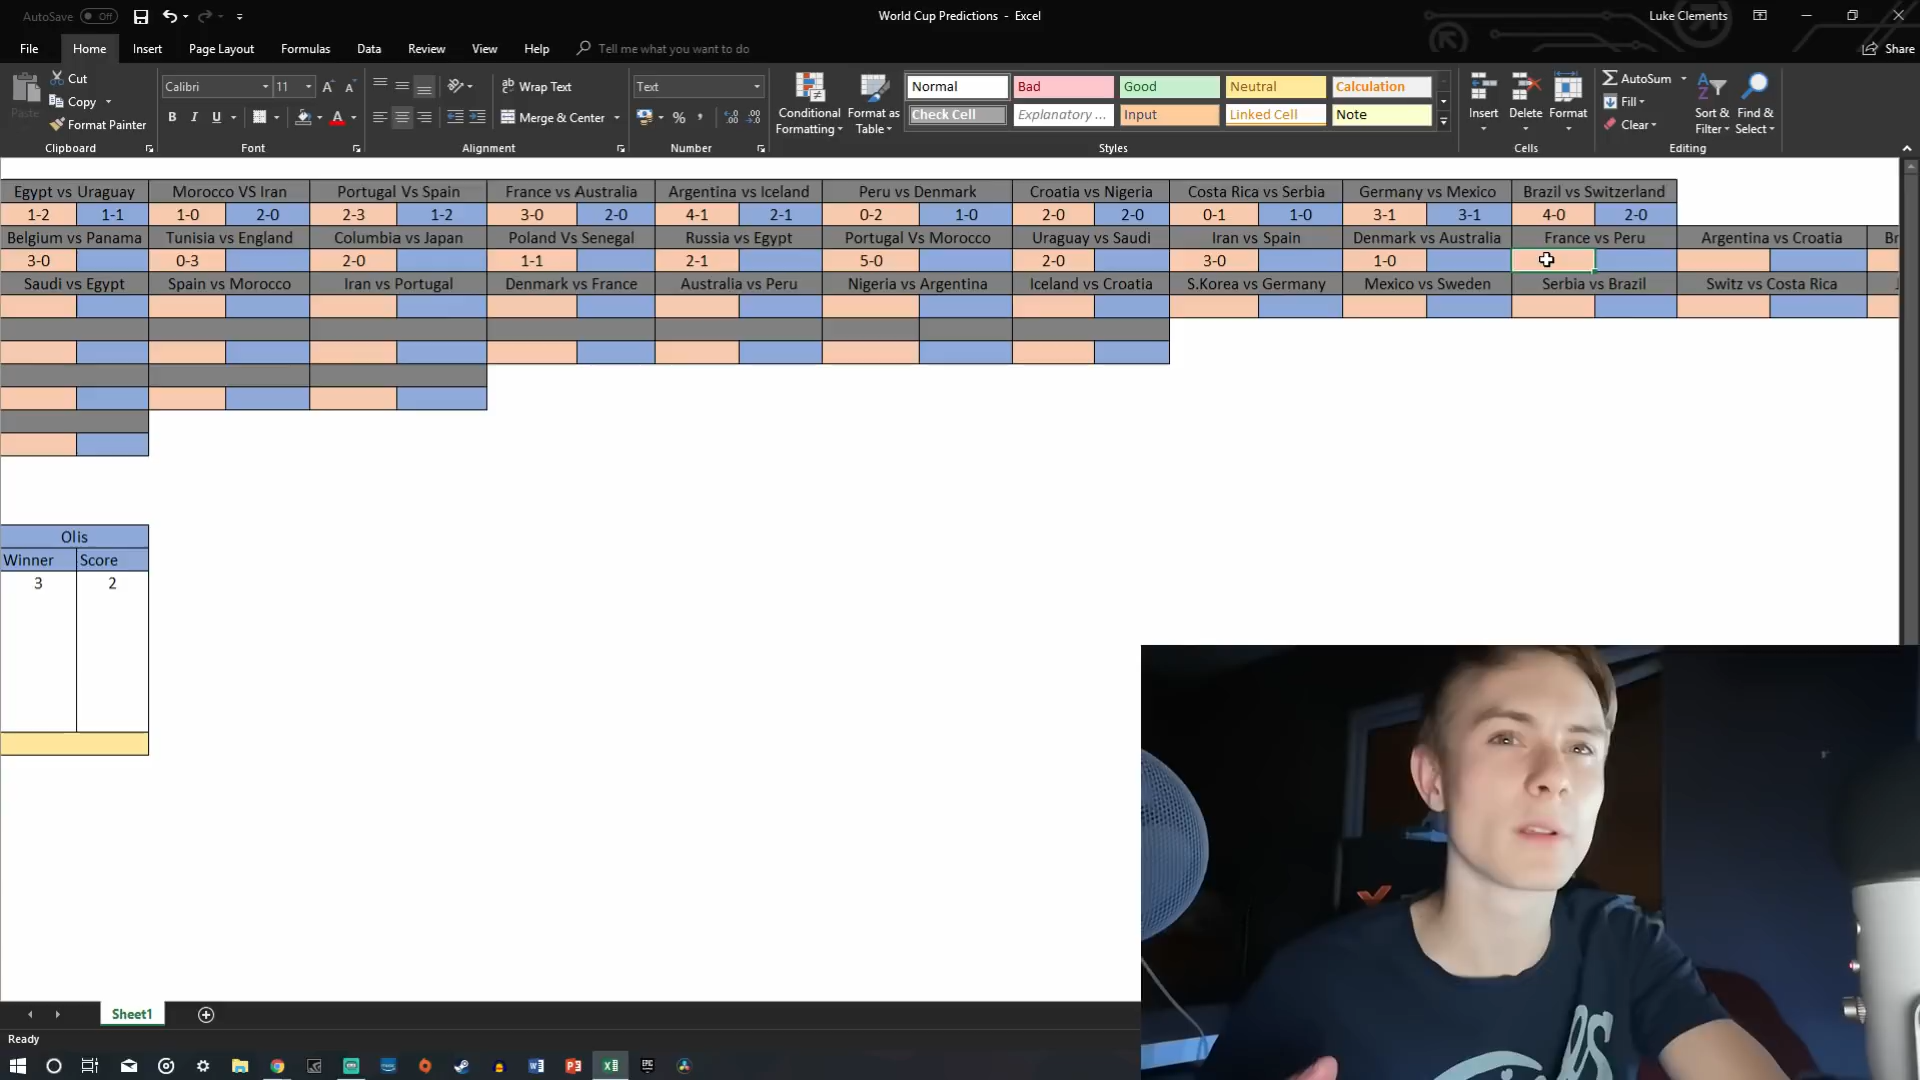 AutoSave Off World Cup Predictions - Excel Luke Clements
File Home Insert Page Layout Formulas Data Review View Help Tell me what you want to do Share
Paste Cut Copy Format Painter Clipboard
Calibri 11 A A B I U A Font
Wrap Text Merge & Center Alignment
Text % Number
Conditional Formatting Format as Table
Normal Bad Good Neutral Calculation
Check Cell Explanatory ... Input Linked Cell Note
Styles
Insert Delete Format Cells
AutoSum Fill Clear Sort & Filter Find & Select Editing
Egypt vs Uraguay Morocco VS Iran Portugal Vs Spain France vs Australia Argentina vs Iceland Peru vs Denmark Croatia vs Nigeria Costa Rica vs Serbia Germany vs Mexico Brazil vs Switzerland
1-2 1-1 1-0 2-0 2-3 1-2 3-0 2-0 4-1 2-1 0-2 1-0 2-0 2-0 0-1 1-0 3-1 3-1 4-0 2-0
Belgium vs Panama Tunisia vs England Columbia vs Japan Poland Vs Senegal Russia vs Egypt Portugal Vs Morocco Uraguay vs Saudi Iran vs Spain Denmark vs Australia France vs Peru Argentina vs Croatia Br
3-0 0-3 2-0 1-1 2-1 5-0 2-0 3-0 1-0
Saudi vs Egypt Spain vs Morocco Iran vs Portugal Denmark vs France Australia vs Peru Nigeria vs Argentina Iceland vs Croatia S.Korea vs Germany Mexico vs Sweden Serbia vs Brazil Switz vs Costa Rica
Olis
Winner Score
3 2
Sheet1
Ready